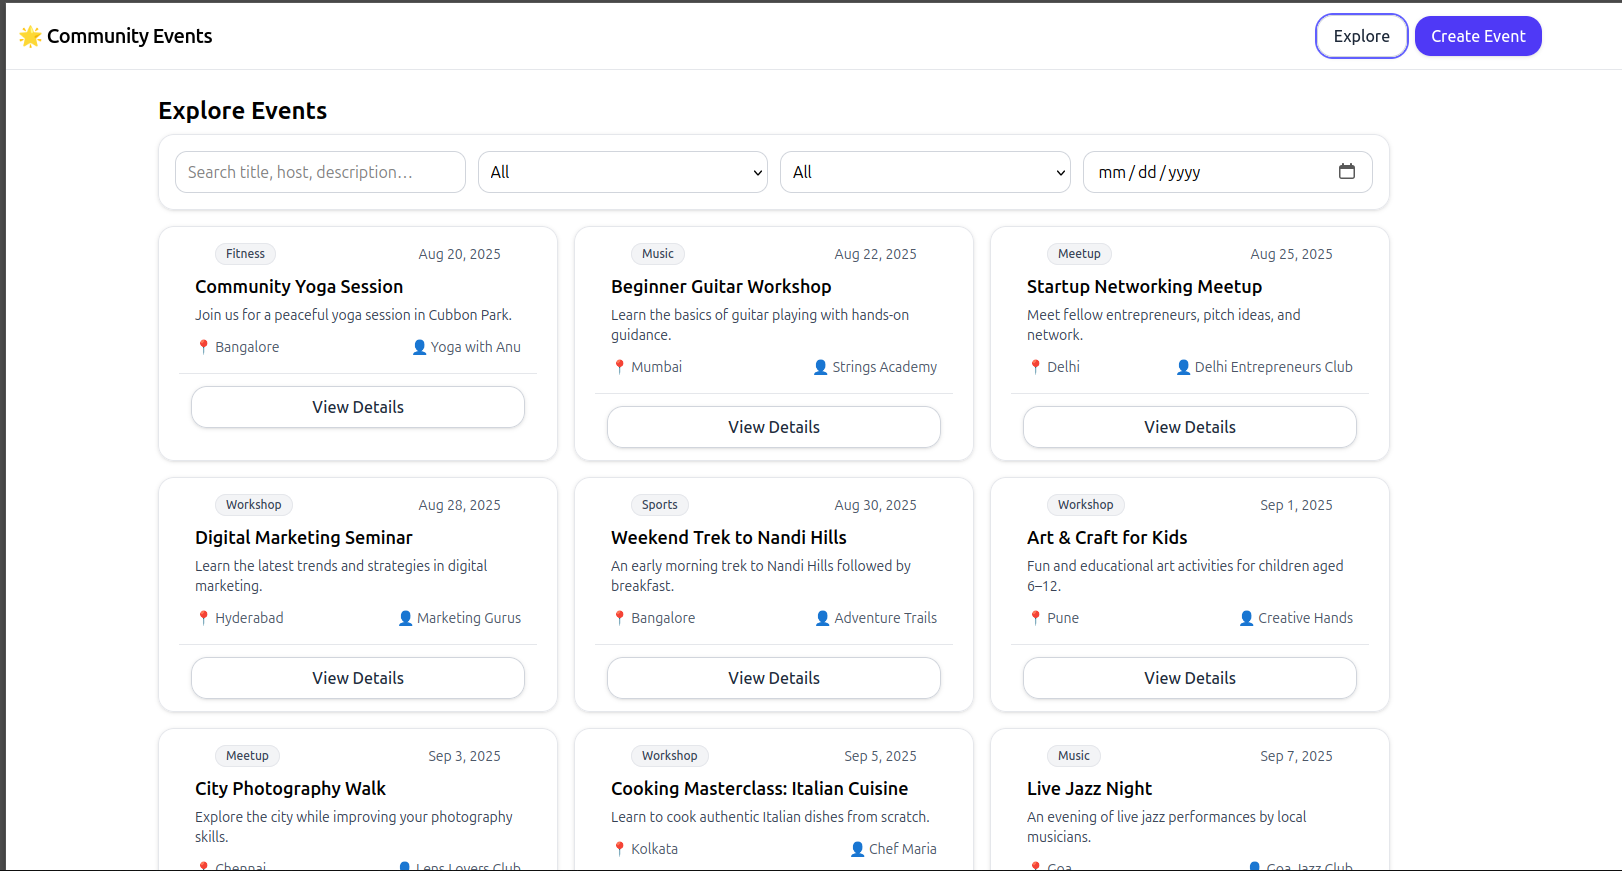 🌟 Community Events
Explore
Create Event
Explore Events
Search title, host, description…
All
All
mm/dd/yyyy
Fitness
Aug 20, 2025
Community Yoga Session
Join us for a peaceful yoga session in Cubbon Park.
📍 Bangalore
👤 Yoga with Anu
View Details
Music
Aug 22, 2025
Beginner Guitar Workshop
Learn the basics of guitar playing with hands-on
guidance.
📍 Mumbai
👤 Strings Academy
View Details
Meetup
Aug 25, 2025
Startup Networking Meetup
Meet fellow entrepreneurs, pitch ideas, and
network.
📍 Delhi
👤 Delhi Entrepreneurs Club
View Details
Workshop
Aug 28, 2025
Digital Marketing Seminar
Learn the latest trends and strategies in digital
marketing.
📍 Hyderabad
👤 Marketing Gurus
View Details
Sports
Aug 30, 2025
Weekend Trek to Nandi Hills
An early morning trek to Nandi Hills followed by
breakfast.
📍 Bangalore
👤 Adventure Trails
View Details
Workshop
Sep 1, 2025
Art & Craft for Kids
Fun and educational art activities for children aged
6–12.
📍 Pune
👤 Creative Hands
View Details
Meetup
Sep 3, 2025
City Photography Walk
Explore the city while improving your photography
skills.
📍 Chennai
👤 Lens Lovers Club
Workshop
Sep 5, 2025
Cooking Masterclass: Italian Cuisine
Learn to cook authentic Italian dishes from scratch.
📍 Kolkata
👤 Chef Maria
Music
Sep 7, 2025
Live Jazz Night
An evening of live jazz performances by local
musicians.
📍 Goa
👤 Goa Jazz Club